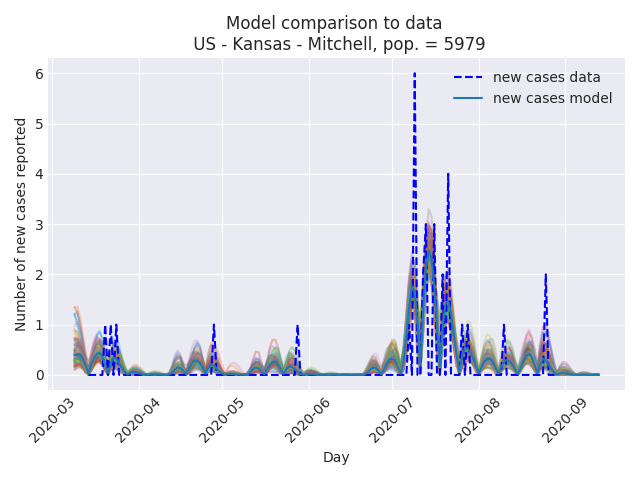 Model comparison to data
US - Kansas - Mitchell, pop. = 5979
new cases data
new cases model
Number of new cases reported
6
5
4
3
2
1
0
2020-03
2020-04
2020-05
2020-06
2020-07
2020-08
2020-09
Day